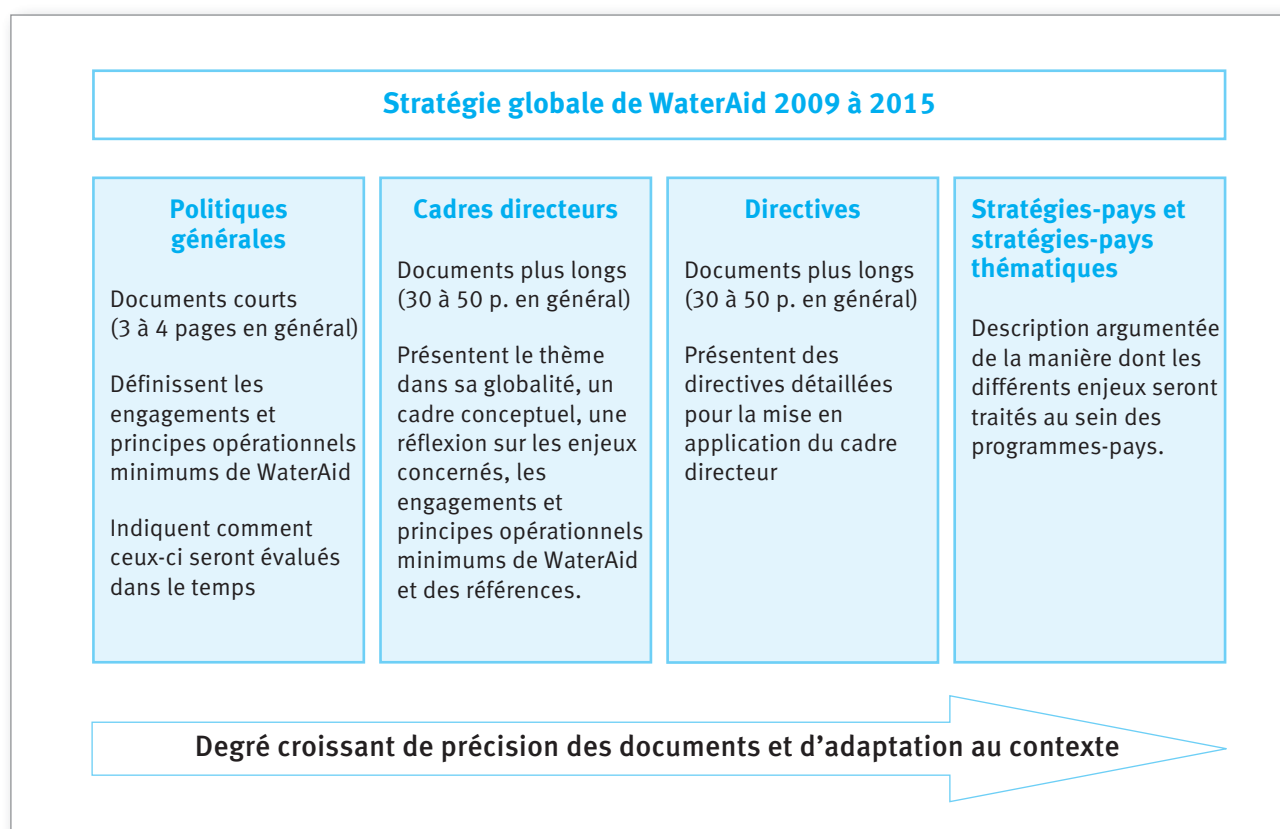 Stratégie globale de WaterAid 2009 à 2015
Politiques
générales
Documents courts
(3 à 4 pages en général)
Définissent les
engagements et
principes opérationnels
minimums de WaterAid
Indiquent comment
ceux-ci seront évalués
dans le temps
Cadres directeurs
Documents plus longs
(30 à 50 p. en général)
Présentent le thème
dans sa globalité, un
cadre conceptuel, une
réflexion sur les enjeux
concernés, les
engagements et
principes opérationnels
minimums de WaterAid
et des références.
Directives
Documents plus longs
(30 à 50 p. en général)
Présentent des
directives détaillées
pour la mise en
application du cadre
directeur
Stratégies-pays et
stratégies-pays
thématiques
Description argumentée
de la manière dont les
différents enjeux seront
traités au sein des
programmes-pays.
Degré croissant de précision des documents et d’adaptation au contexte